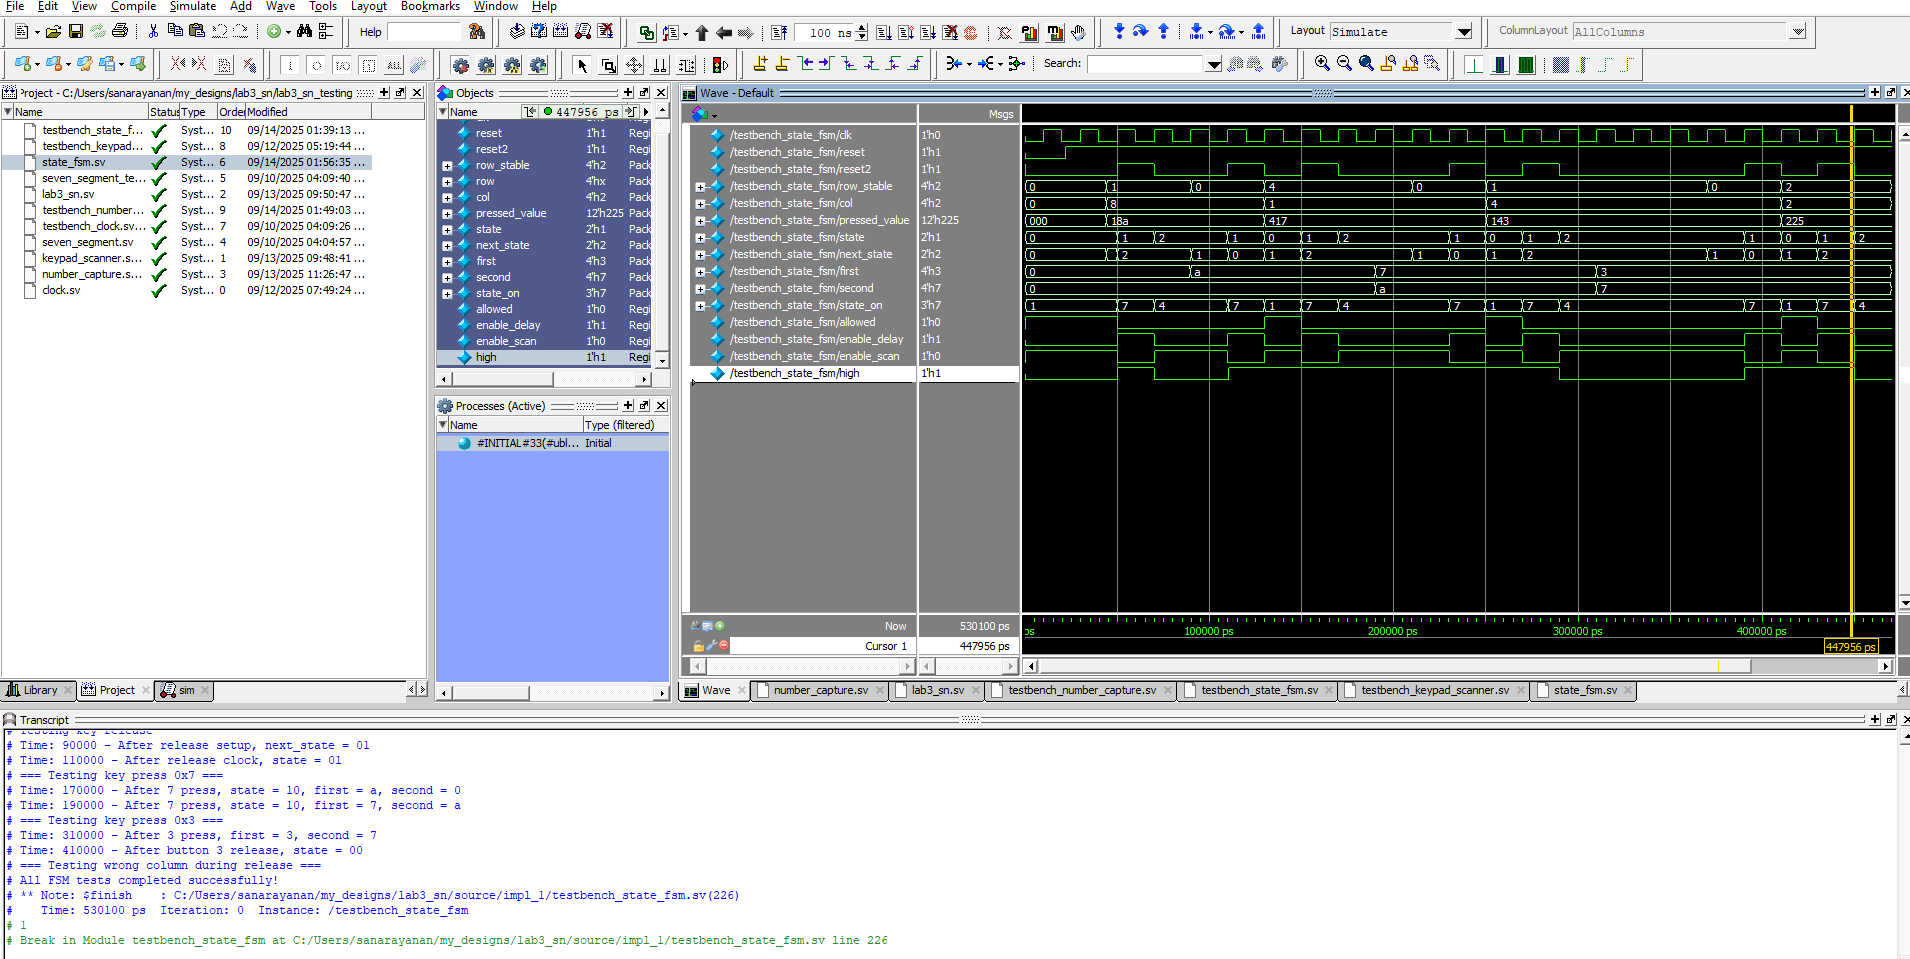 File Edit View Compile Simulate Add Wave Tools Layout Bookmarks Window Help
Help
100 ns
Layout Simulate
ColumnLayout AllColumns
Search:
Project - C:/Users/sanarayanan/my_designs/lab3_sn/lab3_sn_testing
Name Status Type Order Modified
testbench_state_f... Syst... 10 09/14/2025 01:39:13 ...
testbench_keypad... Syst... 8 09/12/2025 05:19:44 ...
state_fsm.sv Syst... 6 09/14/2025 01:56:35 ...
seven_segment_te... Syst... 5 09/10/2025 04:09:40 ...
lab3_sn.sv Syst... 2 09/13/2025 09:50:47 ...
testbench_number... Syst... 9 09/14/2025 01:49:03 ...
testbench_clock.sv... Syst... 7 09/10/2025 04:09:26 ...
seven_segment.sv Syst... 4 09/10/2025 04:04:57 ...
keypad_scanner.s... Syst... 1 09/13/2025 09:48:41 ...
number_capture.s... Syst... 3 09/13/2025 11:26:47 ...
clock.sv Syst... 0 09/12/2025 07:49:24 ...
Library Project sim
Objects
Name 447956 ps
reset 1'h1 Regi
reset2 1'h1 Regi
row_stable 4'h2 Pack
row 4'hx Pack
col 4'h2 Pack
pressed_value 12'h225 Pack
state 2'h1 Pack
next_state 2'h2 Pack
first 4'h3 Pack
second 4'h7 Pack
state_on 3'h7 Pack
allowed 1'h0 Regi
enable_delay 1'h1 Regi
enable_scan 1'h0 Regi
high 1'h1 Regi
Processes (Active)
Name Type (filtered)
#INITIAL#33(#ubl... Initial
Wave - Default
Msgs
/testbench_state_fsm/clk 1'h0
/testbench_state_fsm/reset 1'h1
/testbench_state_fsm/reset2 1'h1
/testbench_state_fsm/row_stable 4'h2 0 1 0 4 0 1 0 2
/testbench_state_fsm/col 4'h2 0 8 1 4 2
/testbench_state_fsm/pressed_value 12'h225 000 18a 417 143 225
/testbench_state_fsm/state 2'h1 0 1 2 1 0 1 2 1 0 1 2 1 0 1 2
/testbench_state_fsm/next_state 2'h2 0 2 1 0 1 2 1 0 1 2 1 0 1 2
/testbench_state_fsm/first 4'h3 0 a 7 3
/testbench_state_fsm/second 4'h7 0 a 7
/testbench_state_fsm/state_on 3'h7 1 7 4 7 1 7 4 7 1 7 4 7 1 7 4
/testbench_state_fsm/allowed 1'h0
/testbench_state_fsm/enable_delay 1'h1
/testbench_state_fsm/enable_scan 1'h0
/testbench_state_fsm/high 1'h1
Now 530100 ps ps 100000 ps 200000 ps 300000 ps 400000 ps
Cursor 1 447956 ps 447956 ps
Wave number_capture.sv lab3_sn.sv testbench_number_capture.sv testbench_state_fsm.sv testbench_keypad_scanner.sv state_fsm.sv
Transcript
# Testing key release
# Time: 90000 - After release setup, next_state = 01
# Time: 110000 - After release clock, state = 01
# === Testing key press 0x7 ===
# Time: 170000 - After 7 press, state = 10, first = a, second = 0
# Time: 190000 - After 7 press, state = 10, first = 7, second = a
# === Testing key press 0x3 ===
# Time: 310000 - After 3 press, first = 3, second = 7
# Time: 410000 - After button 3 release, state = 00
# === Testing wrong column during release ===
# All FSM tests completed successfully!
# ** Note: $finish : C:/Users/sanarayanan/my_designs/lab3_sn/source/impl_1/testbench_state_fsm.sv(226)
# Time: 530100 ps Iteration: 0 Instance: /testbench_state_fsm
# 1
# Break in Module testbench_state_fsm at C:/Users/sanarayanan/my_designs/lab3_sn/source/impl_1/testbench_state_fsm.sv line 226